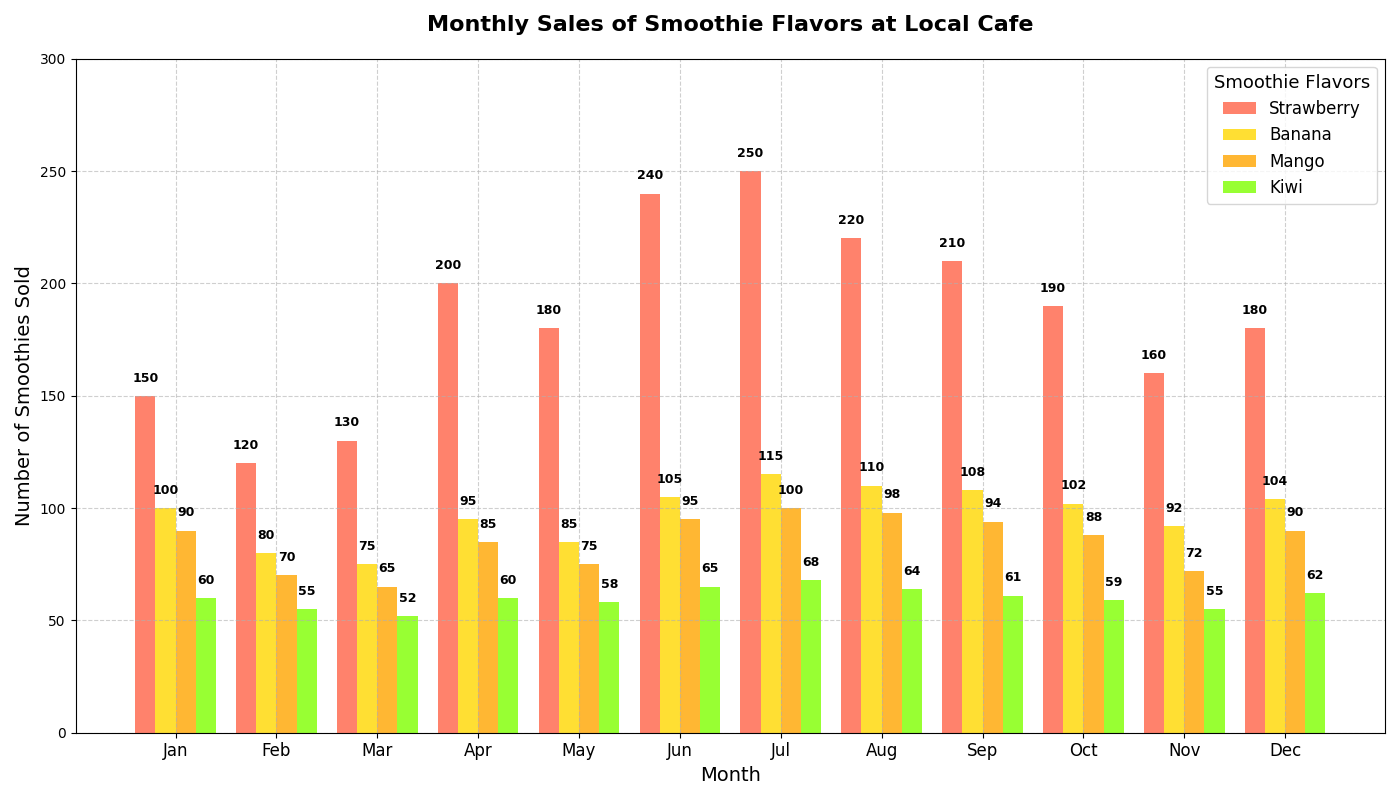 Monthly Sales of Smoothie Flavors at Local Cafe
Number of Smoothies Sold
300
250
200
150
100
50
0
Smoothie Flavors
Strawberry
Banana
Mango
Kiwi
150 100 90 60
120 80 70 55
130 75 65 52
200 95 85 60
180 85 75 58
240 105 95 65
250 115 100 68
220 110 98 64
210 108 94 61
190 102 88 59
160 92 72 55
180 104 90 62
Jan Feb Mar Apr May Jun Jul Aug Sep Oct Nov Dec
Month